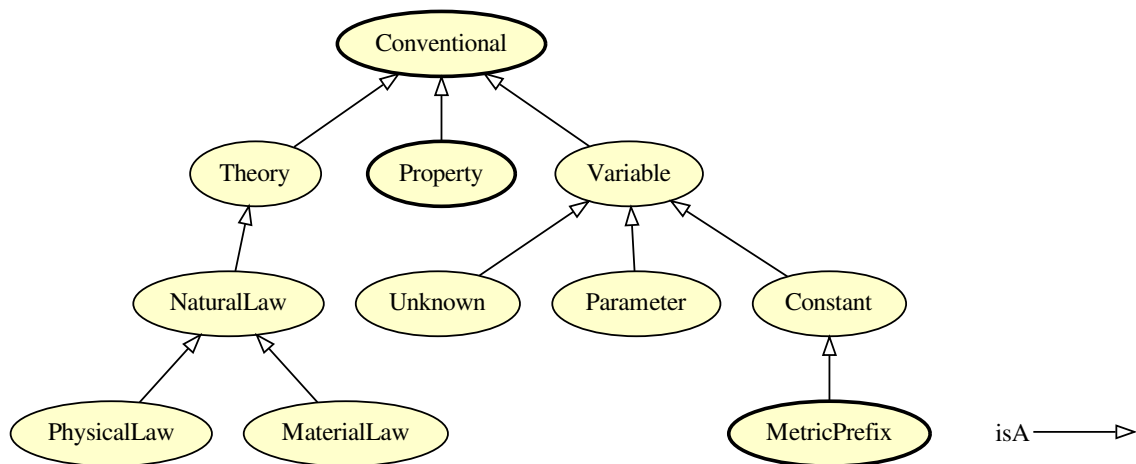 Conventional
Theory
Property
Variable
NaturalLaw
Unknown
Parameter
Constant
PhysicalLaw
MaterialLaw
MetricPrefix
isA